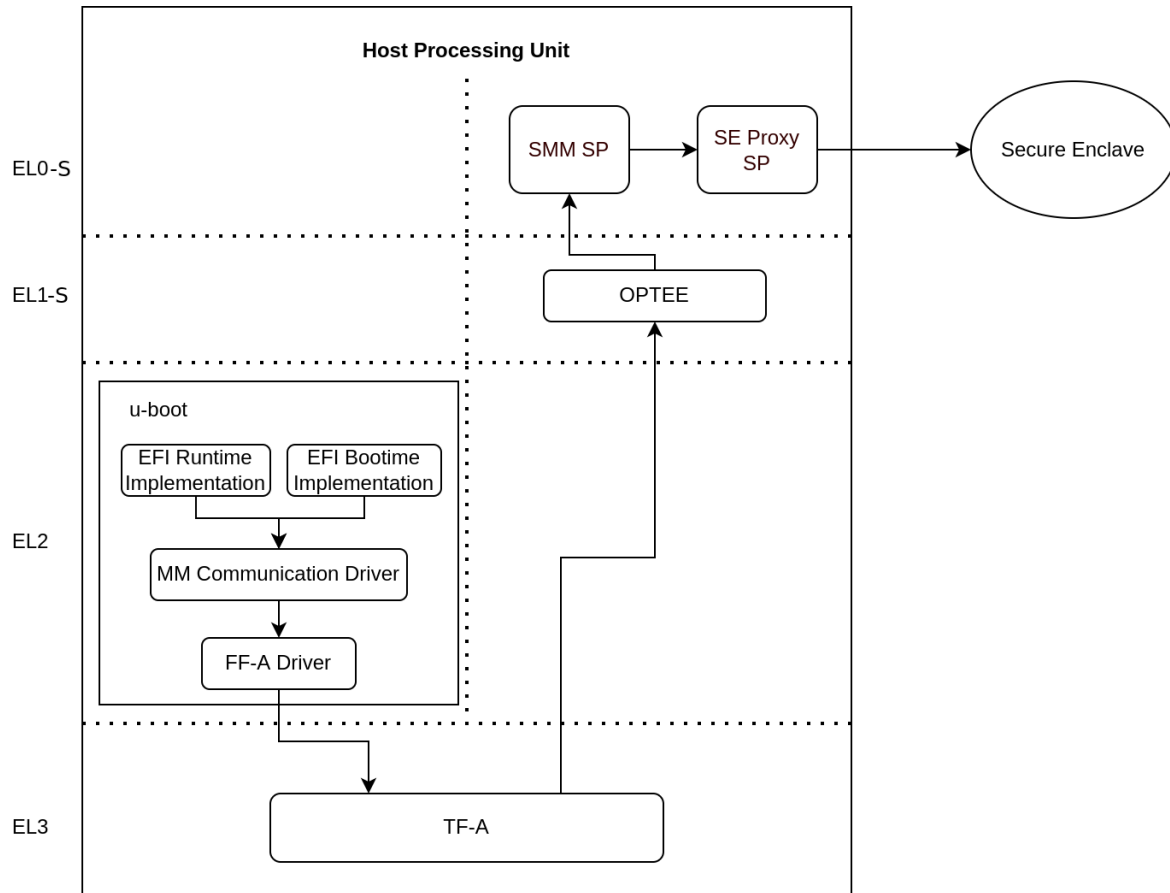 Host Processing Unit
EL0-S
SMM SP
SE Proxy
SP
Secure Enclave
EL1-S
OPTEE
u-boot
EFI Runtime
Implementation
EFI Bootime
Implementation
EL2
MM Communication Driver
FF-A Driver
EL3
TF-A